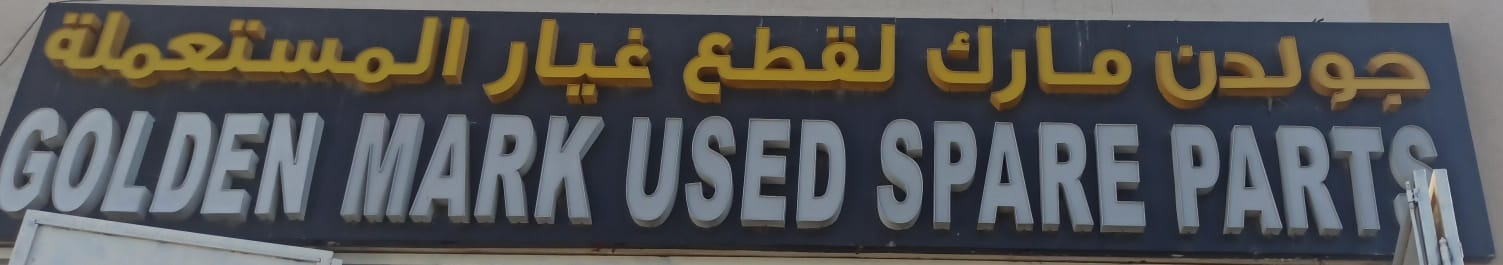 جولدن مارك لقطع غيار المستعملة
GOLDEN MARK USED SPARE PARTS